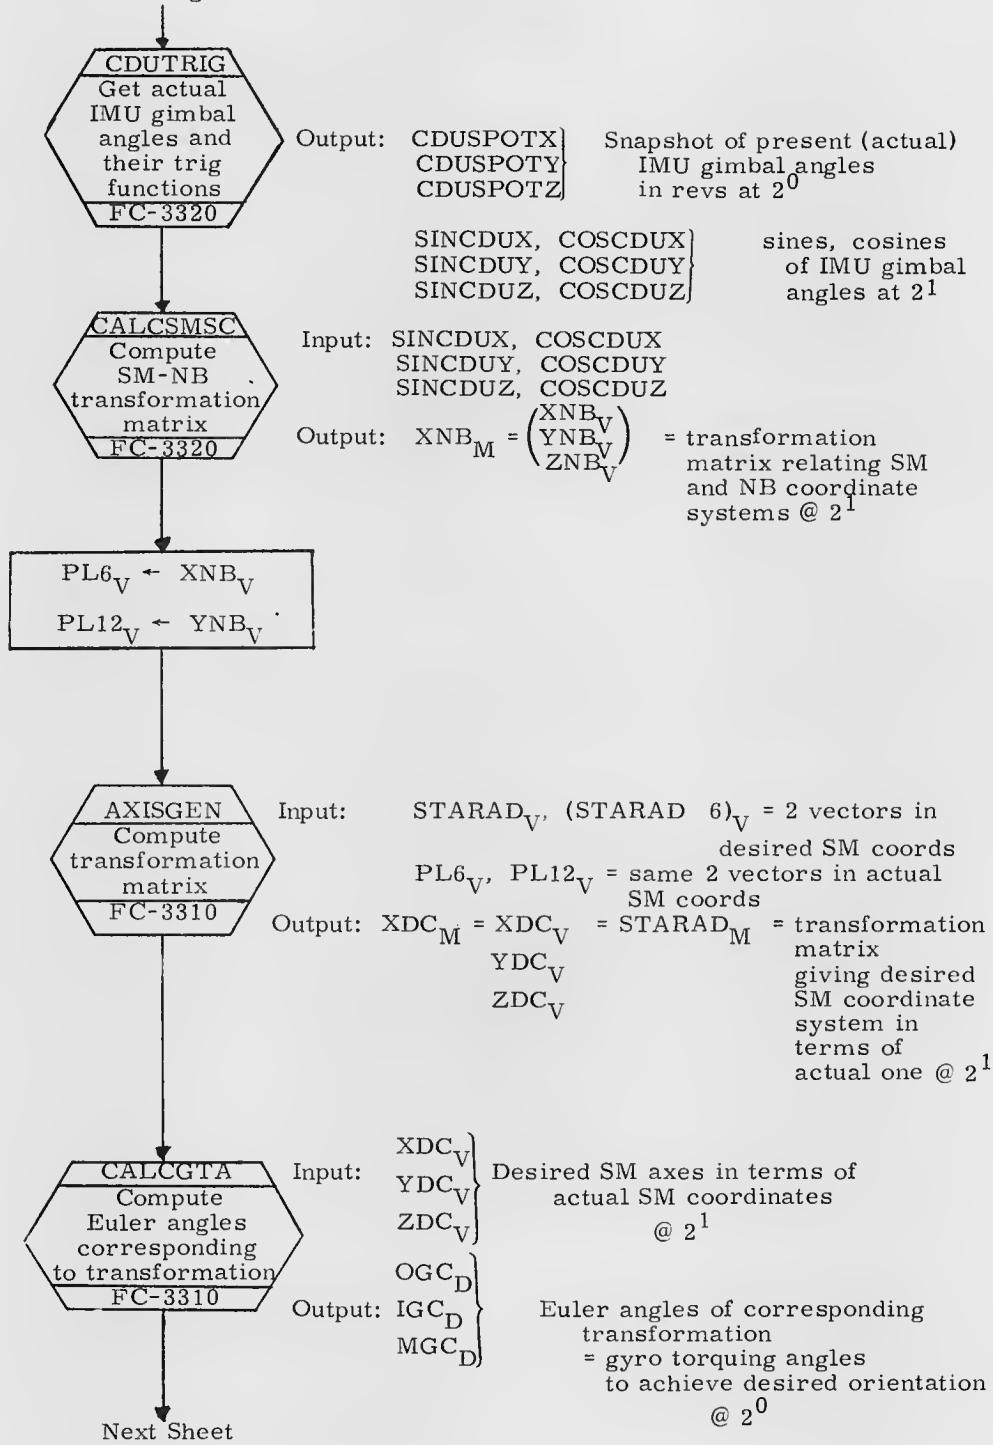 CDUTRIG
Get actual
IMU gimbal
angles and
their trig
functions
FC-3320
Output: CDUSPOTX
CDUSPOTY
CDUSPOTZ
Snapshot of present (actual)
IMU gimbal angles
in revs at 2^0
SINCDUX, COSCDUX
SINCDUY, COSCDUY
SINCDUZ, COSCDUZ
sines, cosines
of IMU gimbal
angles at 2^1
CALCSMSC
Compute
SM-NB
transformation
matrix
FC-3320
Input: SINCDUX, COSCDUX
SINCDUY, COSCDUY
SINCDUZ, COSCDUZ
Output: XNB_M = (XNB_V
YNB_V
ZNB_V) = transformation
matrix relating SM
and NB coordinate
systems @ 2^1
PL6_V ← XNB_V
PL12_V ← YNB_V
AXISGEN
Compute
transformation
matrix
FC-3310
Input: STARAD_V, (STARAD 6)_V = 2 vectors in
desired SM coords
PL6_V, PL12_V = same 2 vectors in actual
SM coords
Output: XDC_M = XDC_V = STARAD_M = transformation
YDC_V
ZDC_V
matrix
giving desired
SM coordinate
system in
terms of
actual one @ 2^1
CALCGTA
Compute
Euler angles
corresponding
to transformation
FC-3310
Input: XDC_V
YDC_V
ZDC_V
Desired SM axes in terms of
actual SM coordinates
@ 2^1
Output: OGC_D
IGC_D
MGC_D
Euler angles of corresponding
transformation
= gyro torquing angles
to achieve desired orientation
@ 2^0
Next Sheet